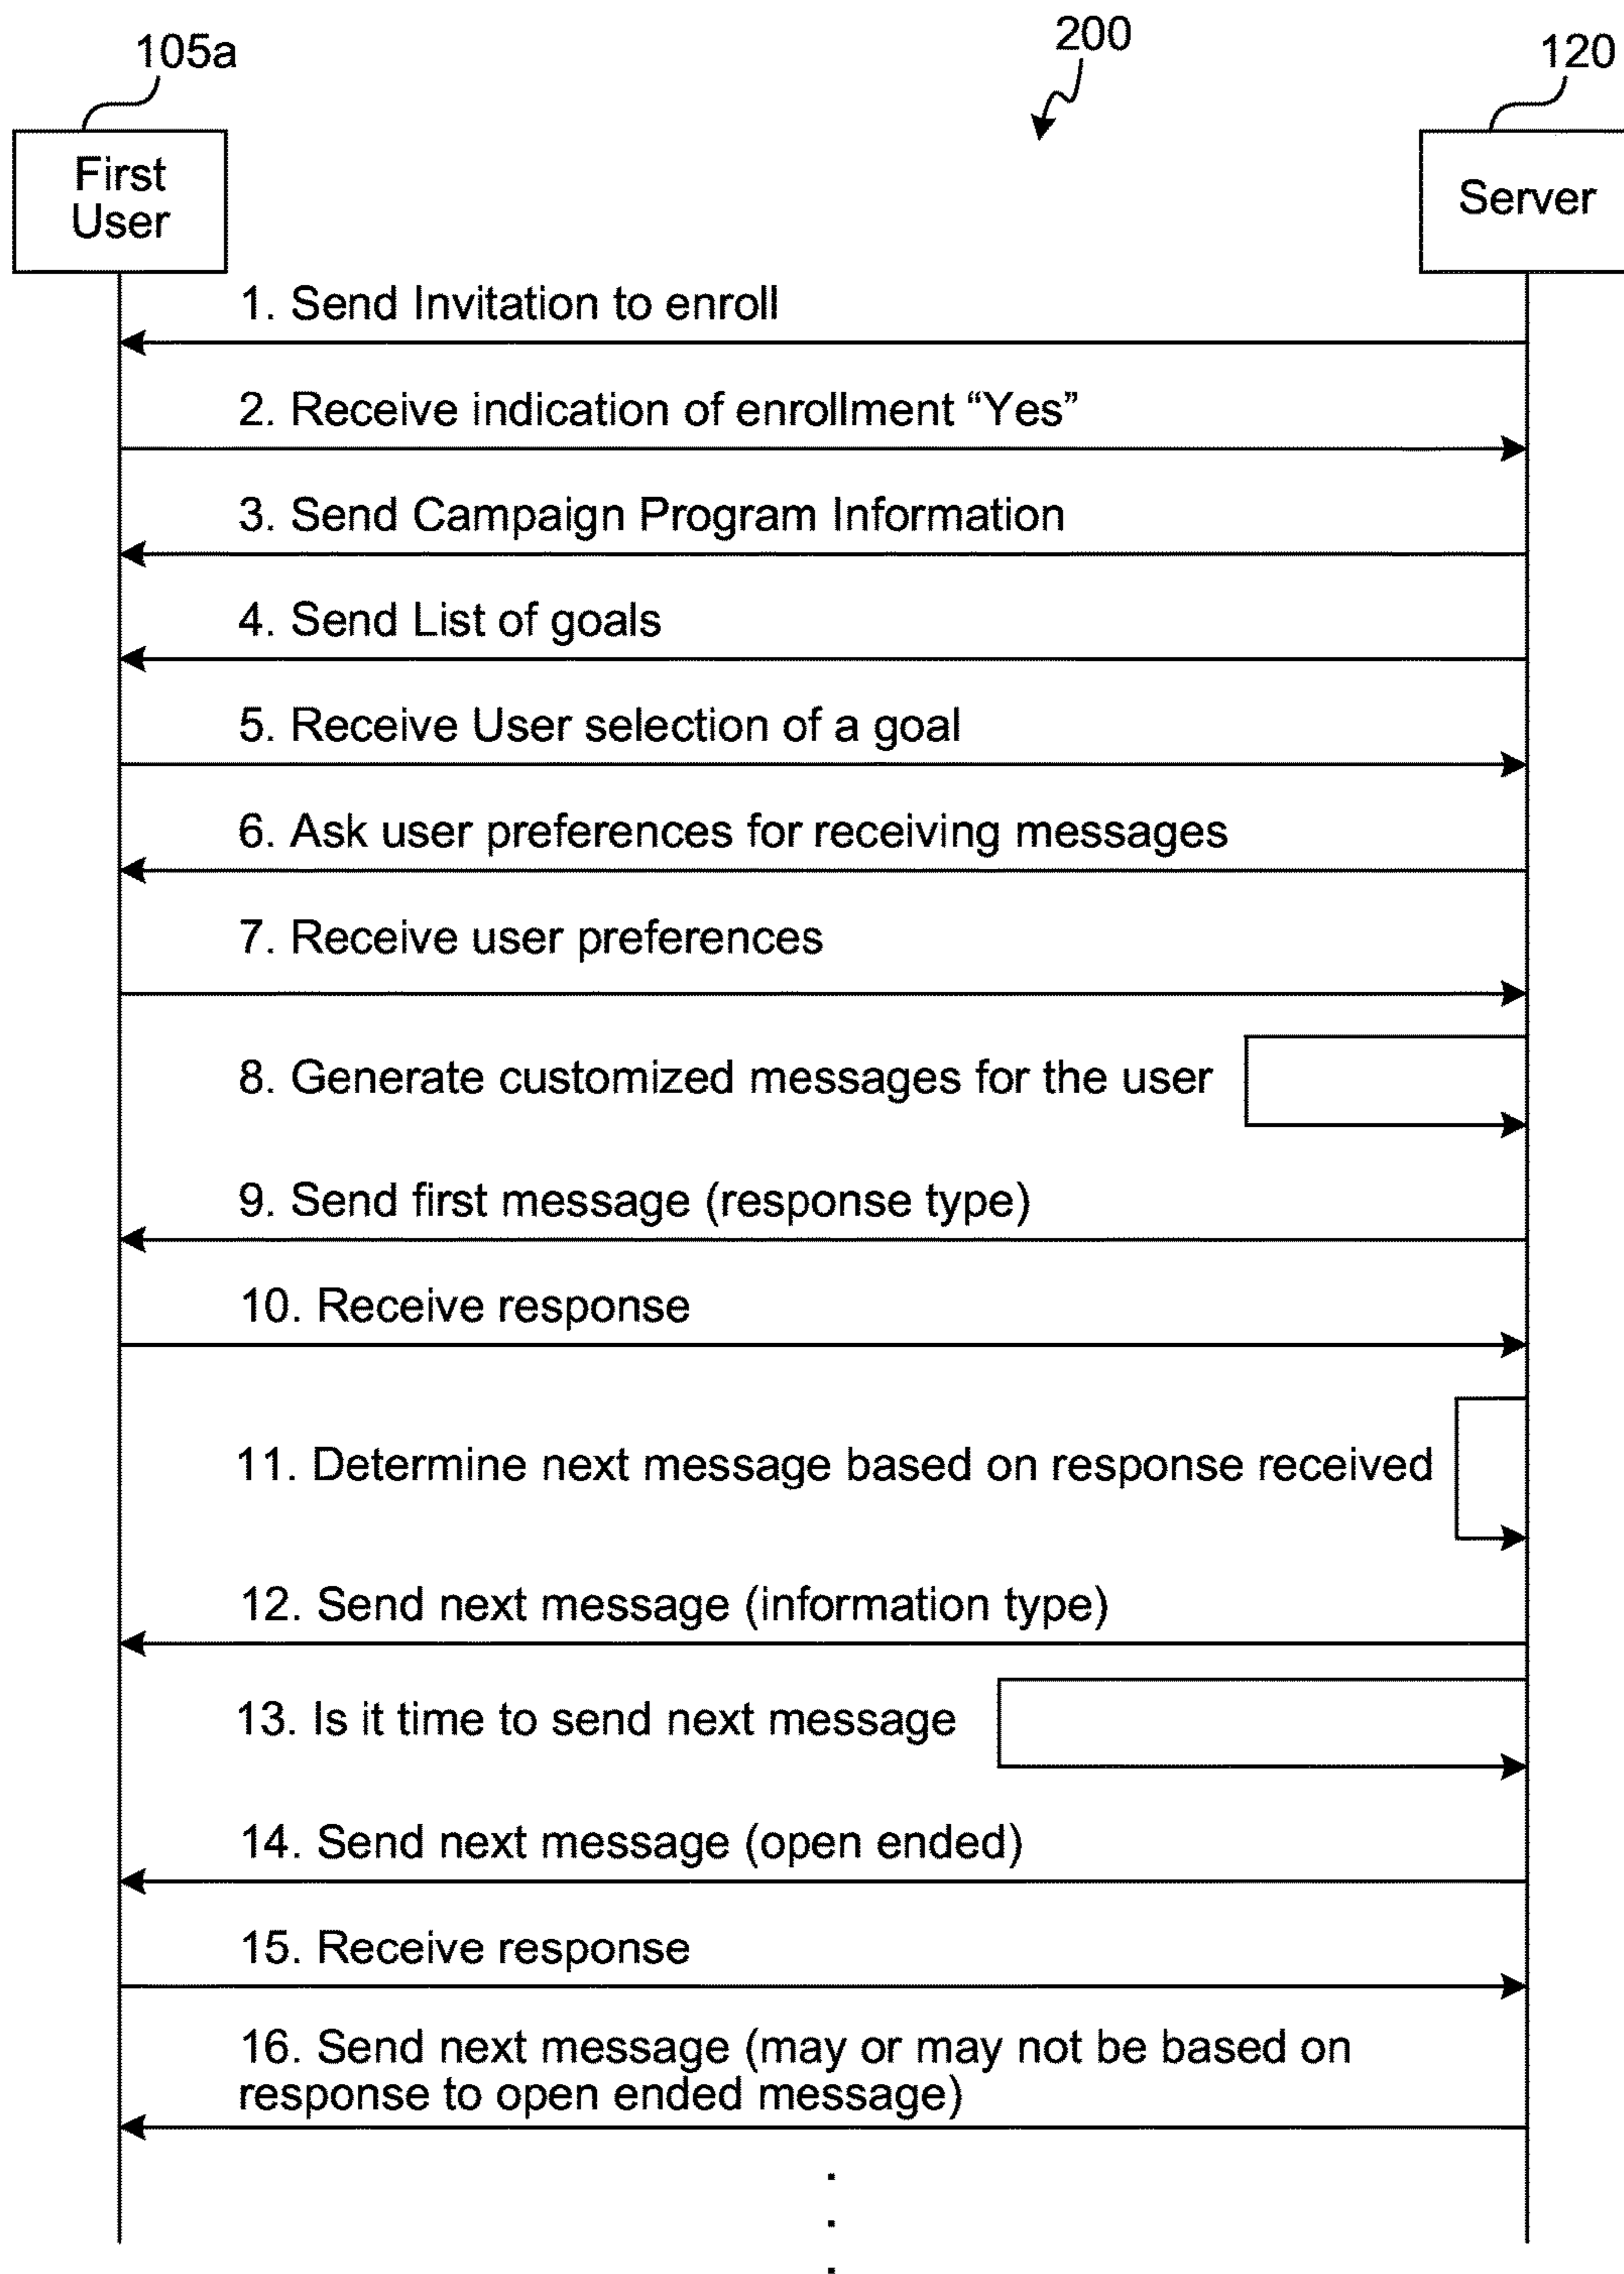 105a
200
120
First
User
Server
1. Send Invitation to enroll
2. Receive indication of enrollment “Yes”
3. Send Campaign Program Information
4. Send List of goals
5. Receive User selection of a goal
6. Ask user preferences for receiving messages
7. Receive user preferences
8. Generate customized messages for the user
9. Send first message (response type)
10. Receive response
11. Determine next message based on response received
12. Send next message (information type)
13. Is it time to send next message
14. Send next message (open ended)
15. Receive response
16. Send next message (may or may not be based on
response to open ended message)